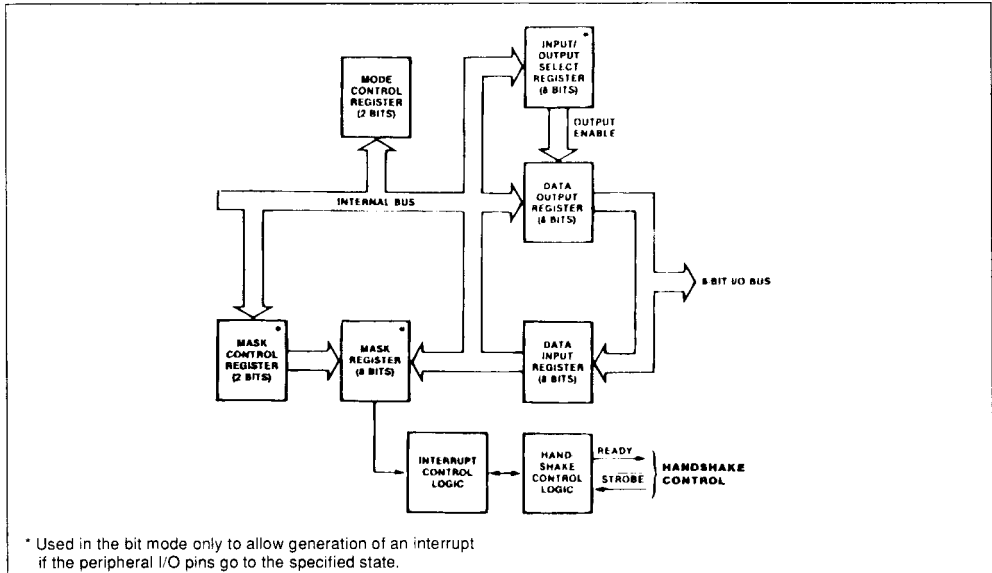 *
INPUT/
OUTPUT
SELECT
REGISTER
(8 BITS)
MODE
CONTROL
REGISTER
(2 BITS)
OUTPUT
ENABLE
INTERNAL BUS
DATA
OUTPUT
REGISTER
(8 BITS)
8-BIT I/O BUS
*
MASK
CONTROL
REGISTER
(2 BITS)
*
MASK
REGISTER
(8 BITS)
DATA
INPUT
REGISTER
(8 BITS)
INTERRUPT
CONTROL
LOGIC
HAND
SHAKE
CONTROL
LOGIC
READY
STROBE
HANDSHAKE
CONTROL
* Used in the bit mode only to allow generation of an interrupt
if the peripheral I/O pins go to the specified state.